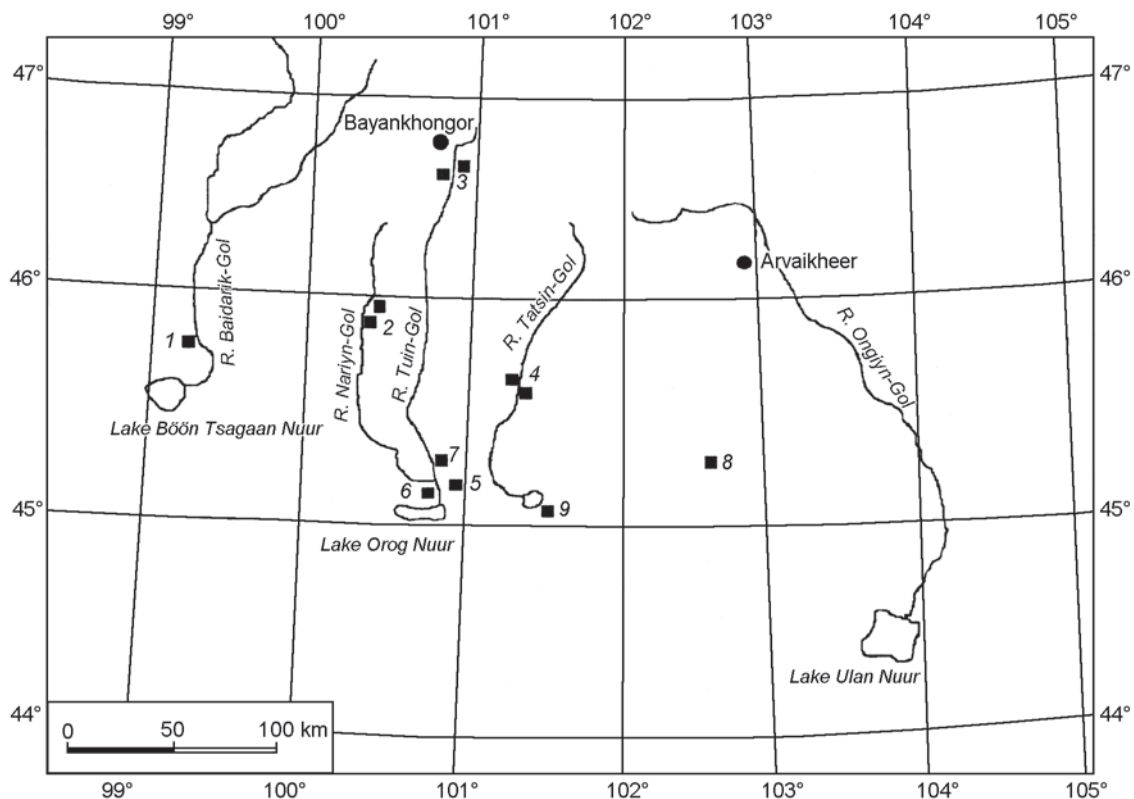 99° 100° 101° 102° 103° 104° 105°
47° 47°
Bayankhongor
3
46° 46°
Arvaikheer
R. Baidarik-Gol
R. Nariyn-Gol
R. Tuin-Gol
R. Tatsin-Gol
R. Ongiyn-Gol
1
2
4
Lake Böön Tsagaan Nuur
7
8
6
5
9
45° 45°
Lake Orog Nuur
Lake Ulan Nuur
44° 44°
0 50 100 km
99° 100° 101° 102° 103° 104° 105°